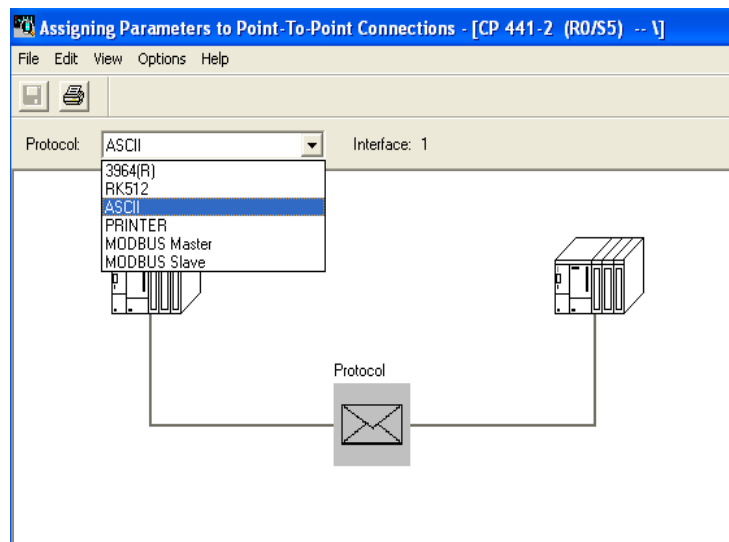 Assigning Parameters to Point-To-Point Connections - [CP 441-2 (R0/S5) -- \]
File Edit View Options Help
Protocol: ASCII Interface: 1
3964(R)
RK512
ASCII
PRINTER
MODBUS Master
MODBUS Slave
Protocol